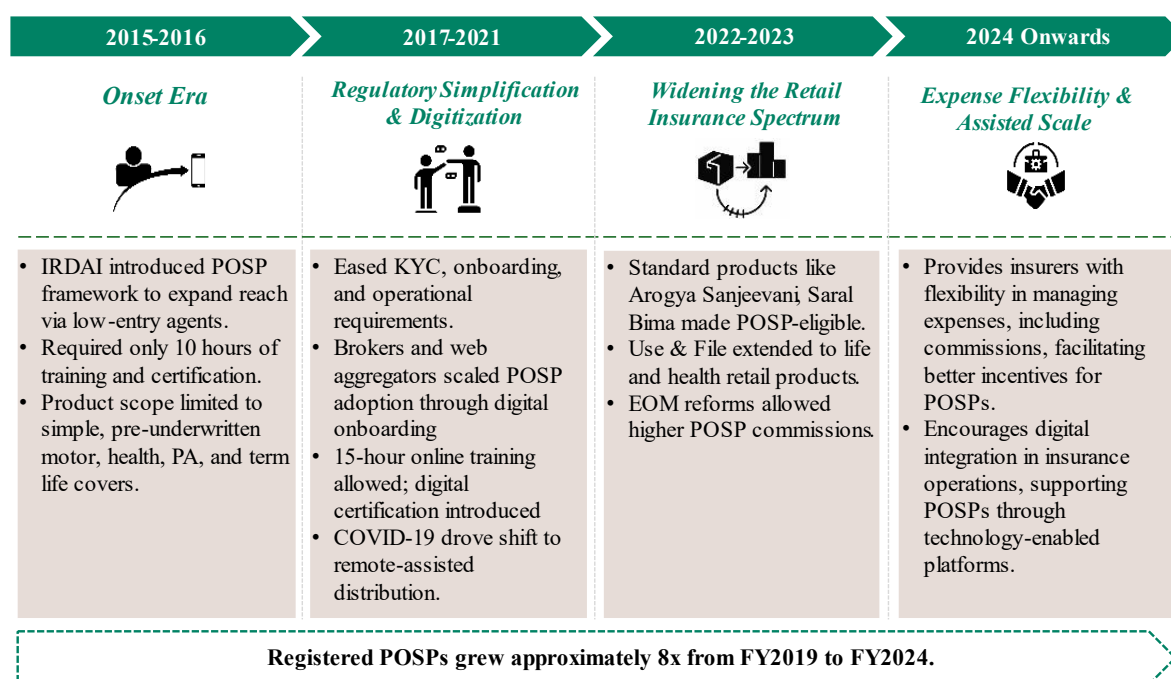 2015-2016
2017-2021
2022-2023
2024 Onwards
Onset Era
Regulatory Simplification
& Digitization
Widening the Retail
Insurance Spectrum
Expense Flexibility &
Assisted Scale
• IRDAI introduced POSP
framework to expand reach
via low-entry agents.
• Required only 10 hours of
training and certification.
• Product scope limited to
simple, pre-underwritten
motor, health, PA, and term
life covers.
• Eased KYC, onboarding,
and operational
requirements.
• Brokers and web
aggregators scaled POSP
adoption through digital
onboarding
• 15-hour online training
allowed; digital
certification introduced
• COVID-19 drove shift to
remote-assisted
distribution.
• Standard products like
Arogya Sanjeevani, Saral
Bima made POSP-eligible.
• Use & File extended to life
and health retail products.
• EOM reforms allowed
higher POSP commissions.
• Provides insurers with
flexibility in managing
expenses, including
commissions, facilitating
better incentives for
POSPs.
• Encourages digital
integration in insurance
operations, supporting
POSPs through
technology-enabled
platforms.
Registered POSPs grew approximately 8x from FY2019 to FY2024.